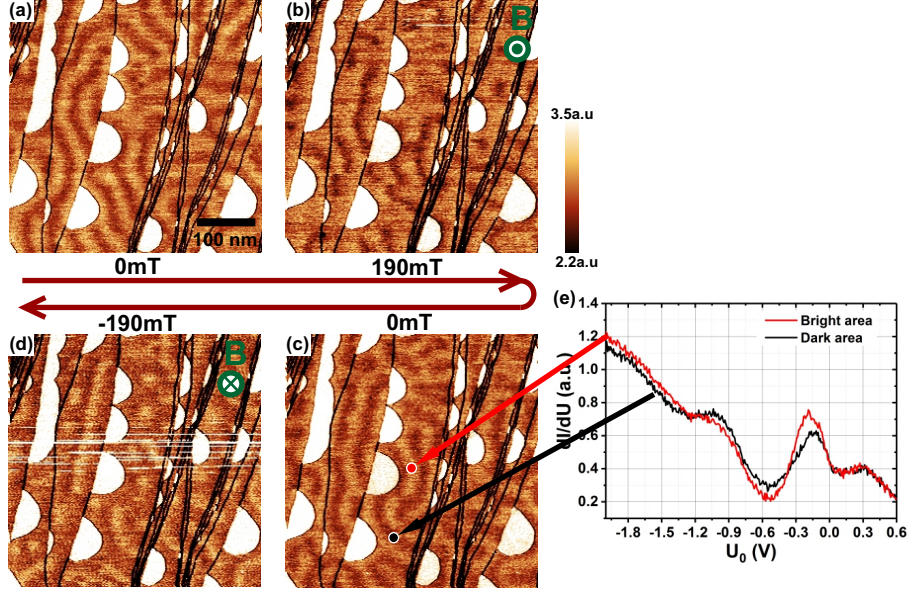 (a)
(b)
B
100 nm
3.5a.u
2.2a.u
0mT
190mT
-190mT
0mT
(d)
B
(c)
(e)
dI/dU (a.u.)
1.4
1.2
1.0
0.8
0.6
0.4
0.2
Bright area
Dark area
-1.8 -1.5 -1.2 -0.9 -0.6 -0.3 0.0 0.3 0.6
U₀ (V)